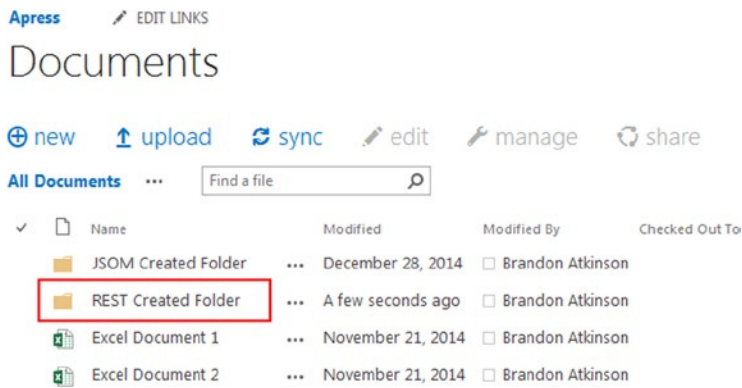 Apress EDIT LINKS
Documents
new upload sync edit manage share
All Documents ... Find a file
Name Modified Modified By Checked Out To
JSOM Created Folder ... December 28, 2014 Brandon Atkinson
REST Created Folder ... A few seconds ago Brandon Atkinson
Excel Document 1 ... November 21, 2014 Brandon Atkinson
Excel Document 2 ... November 21, 2014 Brandon Atkinson